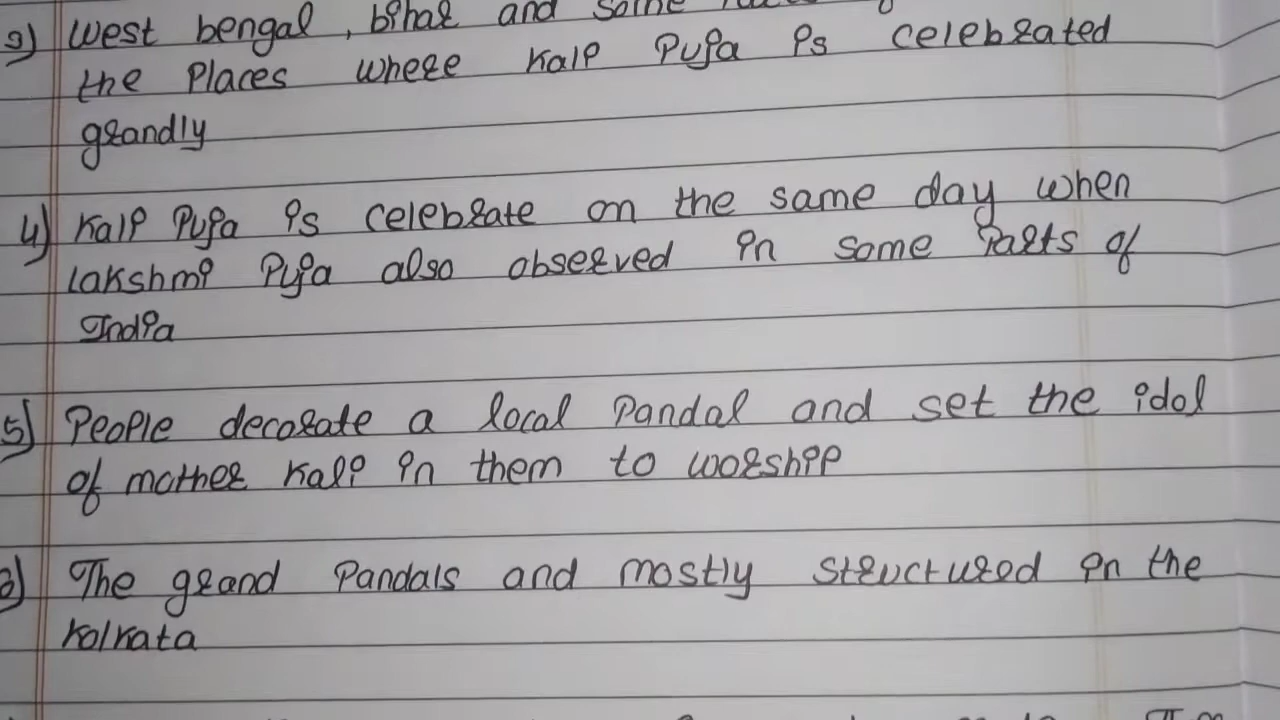 3) West bengal, bihar and some
the Places where Kali Puja is celebrated
grandly
4) Kali Puja is celebrate on the same day when
lakshmi Puja also observed in some Parts of
India
5) People decorate a local Pandal and set the idol
of mother Kali in them to worship
6) The grand Pandals and mostly structured in the
Kolkata